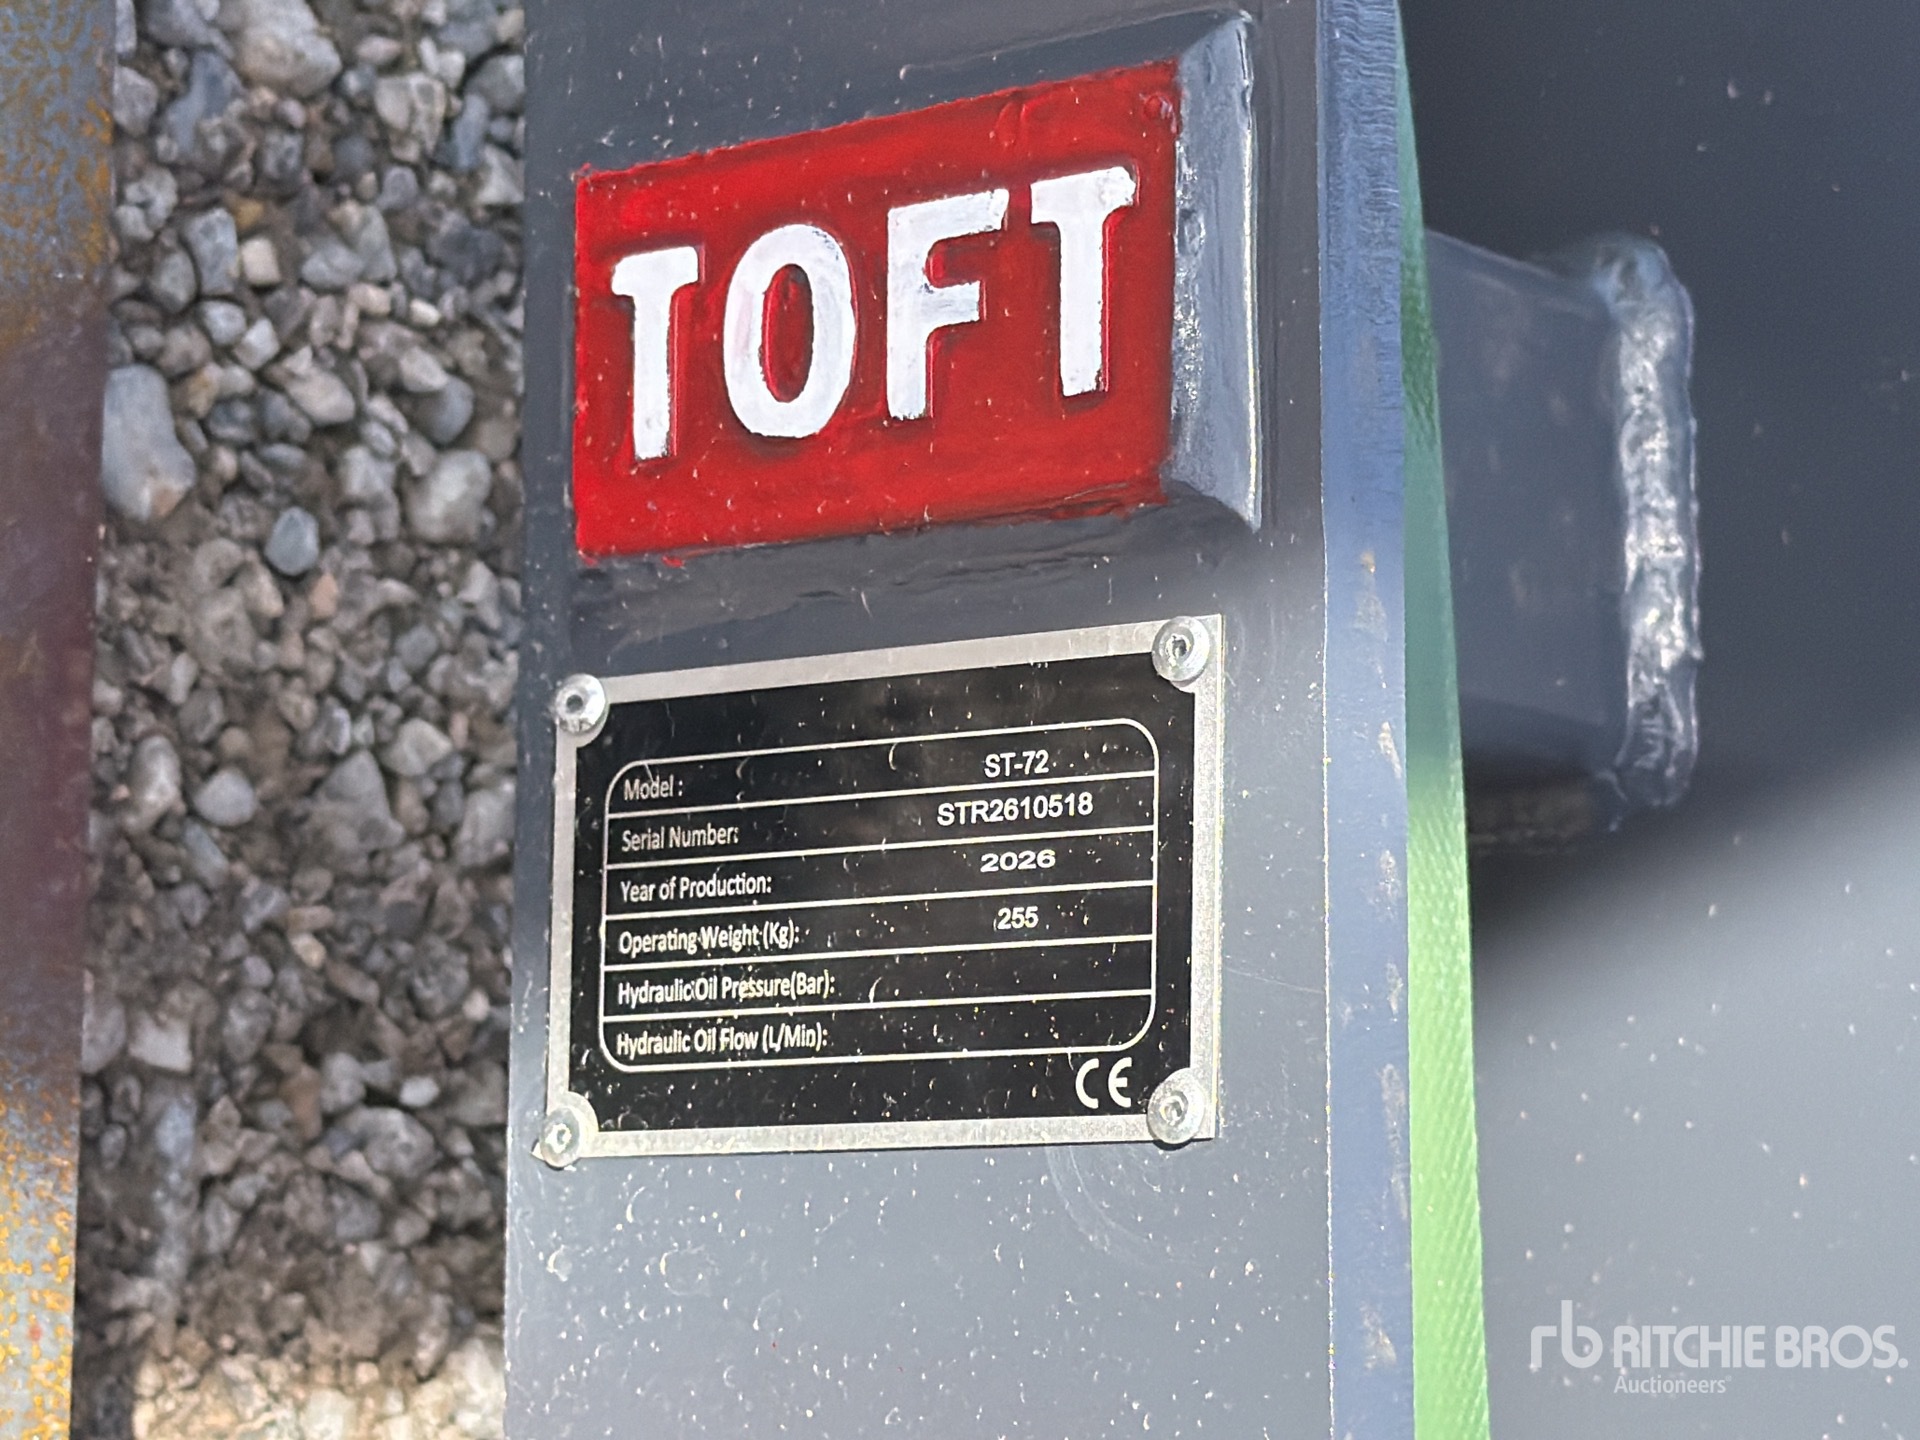 TOFT
Model : ST-72
Serial Number: STR2610518
Year of Production: 2026
Operating Weight (Kg): 255
Hydraulic Oil Pressure(Bar):
Hydraulic Oil Flow (L/Min):
CE
rb RITCHIE BROS.
Auctioneers